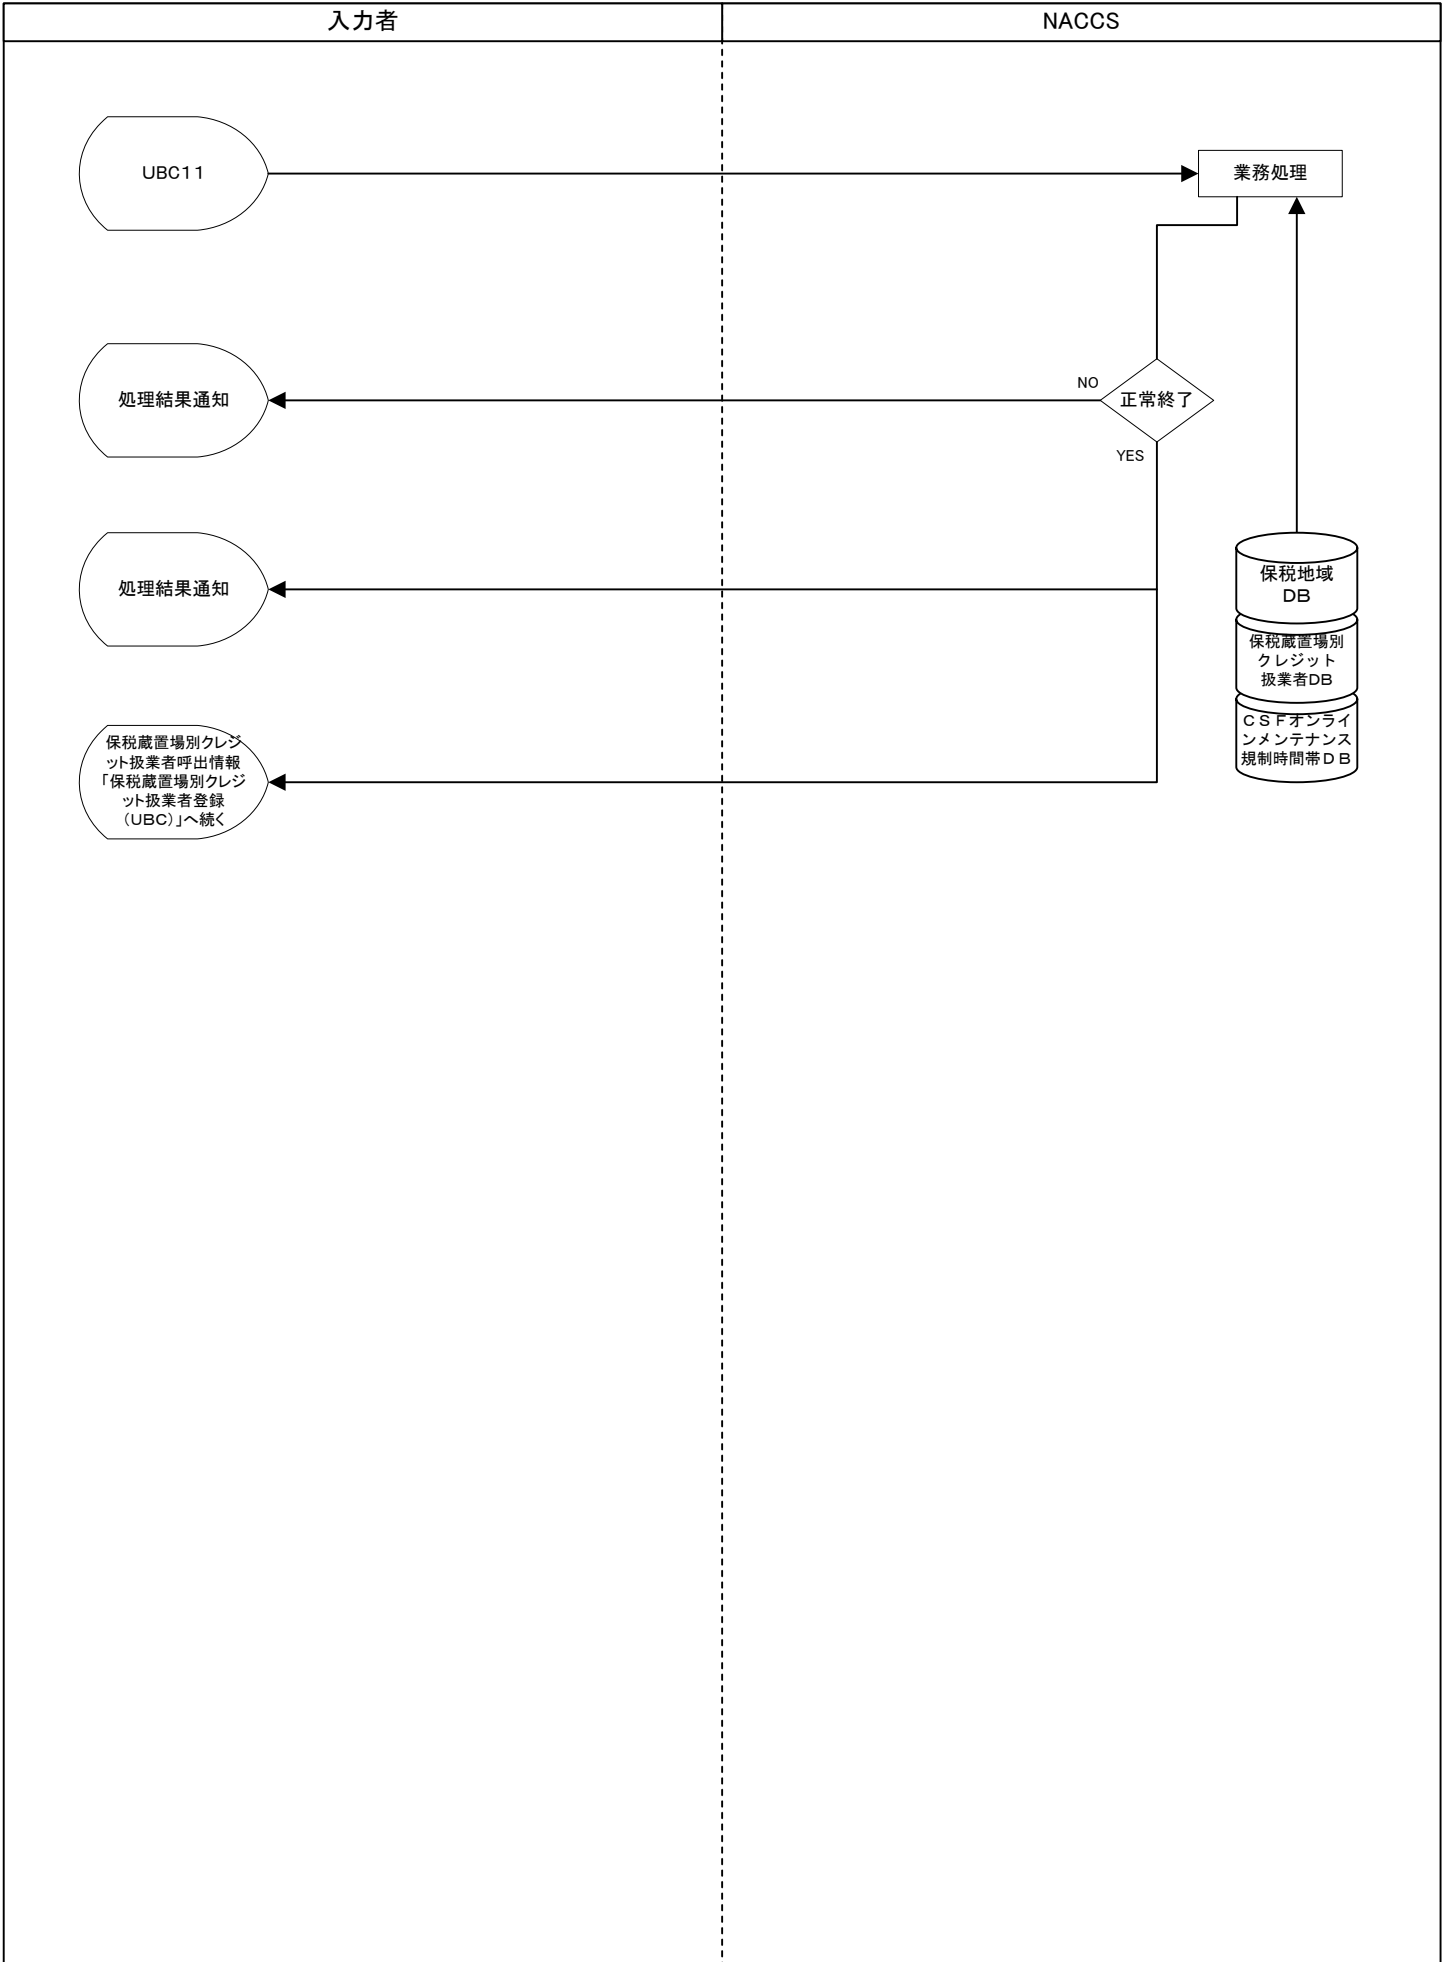 入力者
NACCS
UBC11
業務処理
処理結果通知
NO
正常終了
YES
処理結果通知
保税地域
DB
保税蔵置場別
クレジット
扱業者DB
CSFオンライ
ンメンテナンス
規制時間帯DB
保税蔵置場別クレジ
ット扱業者呼出情報
「保税蔵置場別クレジ
ット扱業者登録
(UBC)」へ続く